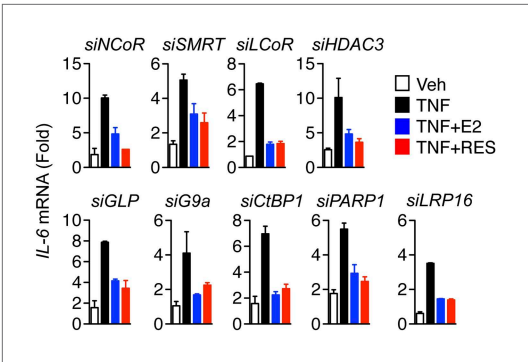 siNCoR siSMRT siLCoR siHDAC3
15 6 8 15
10 4 6 10
4
5 2 2 5
0 0 0 0
Veh
TNF
TNF+E2
TNF+RES
IL-6 mRNA (Fold)
siGLP siG9a siCtBP1 siPARP1 siLRP16
10 6 8 6 6
8
6 4 6 4 4
4 4
2 2 2 2 2
0 0 0 0 0